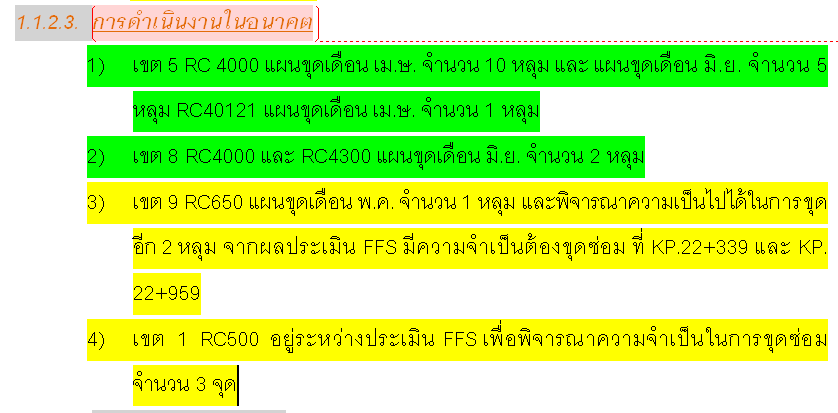 1.1.2.3. การดำเนินงานในอนาคต
1) เขต 5 RC 4000 แผนขุดเดือน เม.ษ. จำนวน 10 หลุม และ แผนขุดเดือน มิ.ย. จำนวน 5
หลุม RC40121 แผนขุดเดือน เม.ษ. จำนวน 1 หลุม
2) เขต 8 RC4000 และ RC4300 แผนขุดเดือน มิ.ย. จำนวน 2 หลุม
3) เขต 9 RC650 แผนขุดเดือน พ.ค. จำนวน 1 หลุม และพิจารณาความเป็นไปได้ในการขุด
อีก 2 หลุม จากผลประเมิน FFS มีความจำเป็นต้องขุดซ่อม ที่ KP.22+339 และ KP.
22+959
4) เขต 1 RC500 อยู่ระหว่างประเมิน FFS เพื่อพิจารณาความจำเป็นในการขุดซ่อม
จำนวน 3 จุด